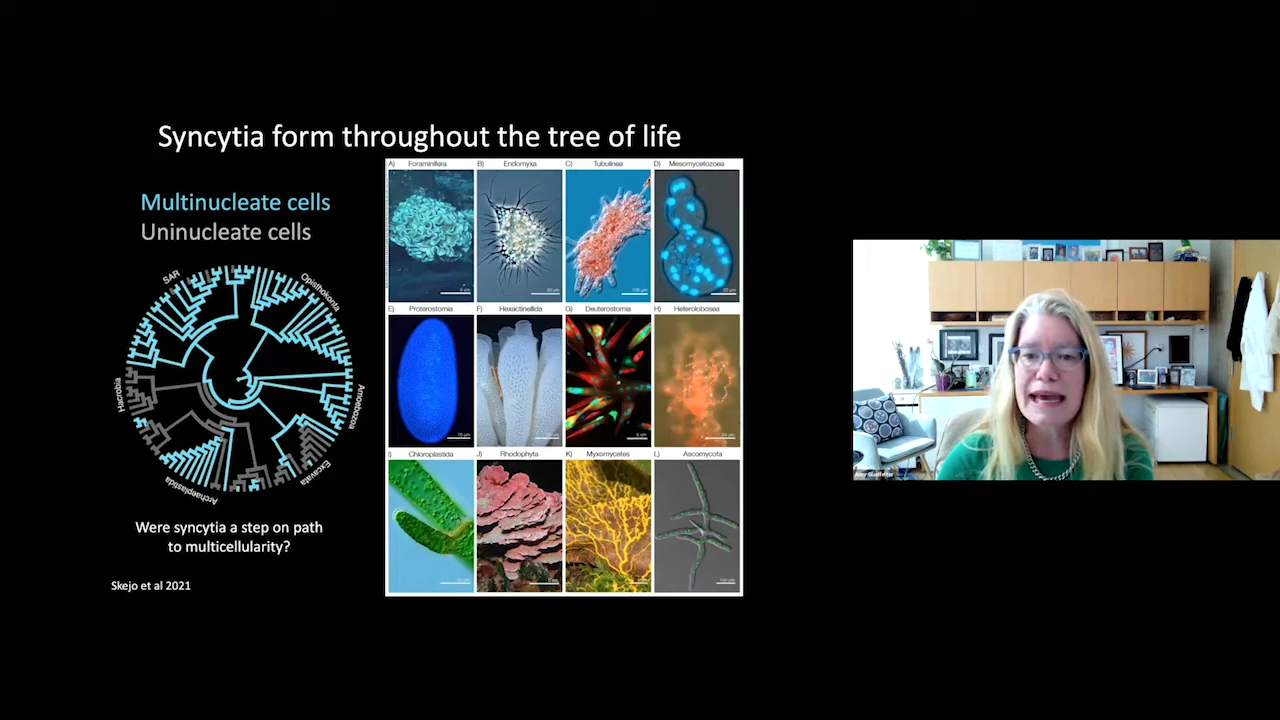 Syncytia form throughout the tree of life
Multinucleate cells
Uninucleate cells
SAR
Opisthokonta
Amoebozoa
Excavata
Archaeplastida
Hacrobia
Were syncytia a step on path
to multicellularity?
Skejo et al 2021
A) Foraminifera
B) Endomyxa
C) Tubulinea
D) Mesomycetozoea
E) Proterostomia
F) Hexactinellida
G) Deuterostomia
H) Heterolobosea
I) Chloroplastida
J) Rhodophyta
K) Myxomycetes
L) Ascomycota
Amy Gladfelter